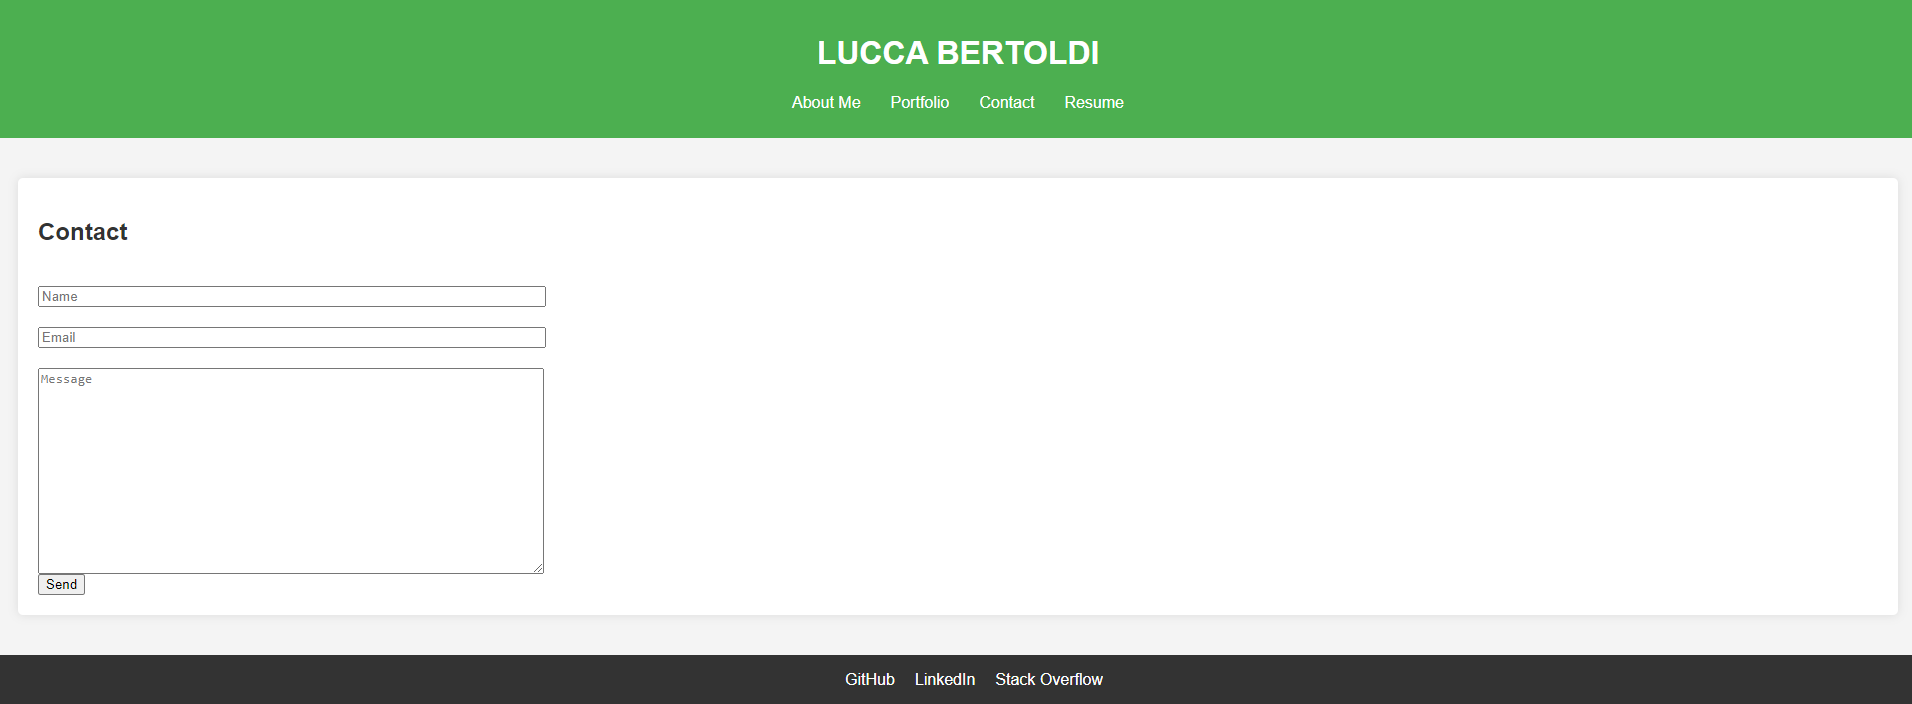 LUCCA BERTOLDI
About Me Portfolio Contact Resume
Contact
Name
Email
Message
Send
GitHub LinkedIn Stack Overflow